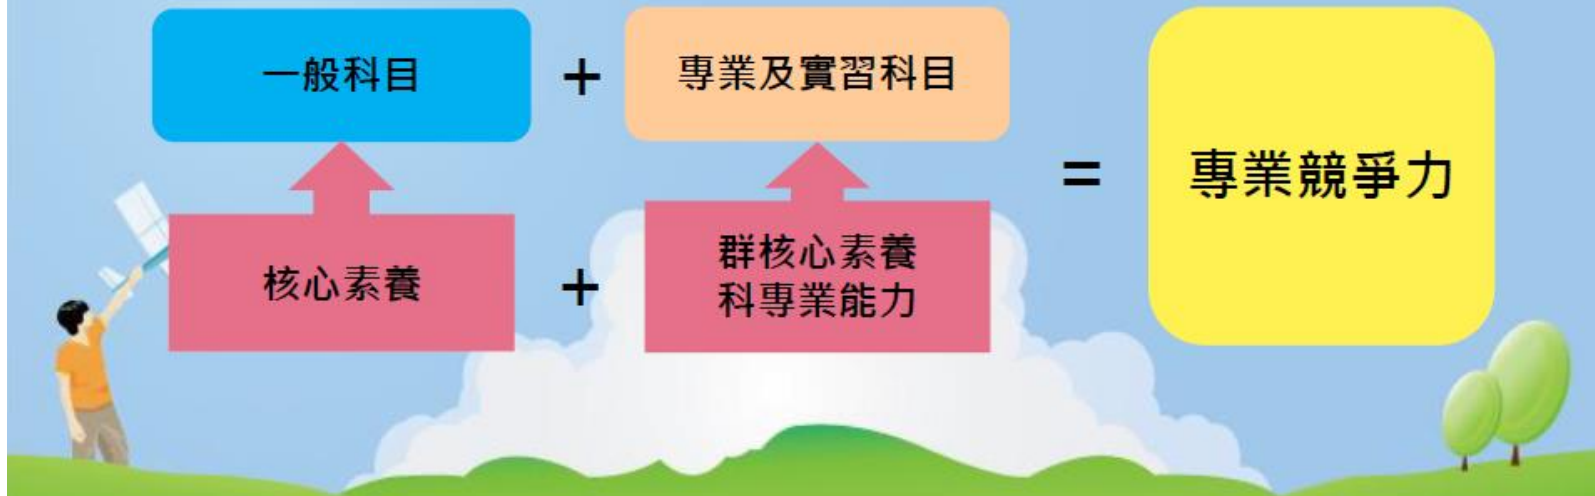 一般科目
+
專業及實習科目
=
專業競爭力
核心素養
+
群核心素養
科專業能力